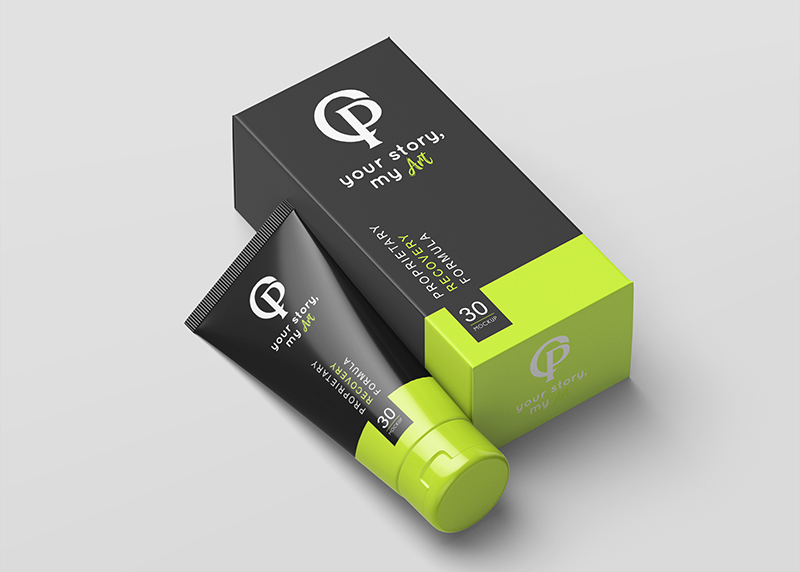 CP
your story,
my Art
PROPRIETARY
RECOVERY
FORMULA
30
MOCKUP
CP
your story,
my Art
PROPRIETARY
RECOVERY
FORMULA
30
MOCKUP
CP
your story,
my